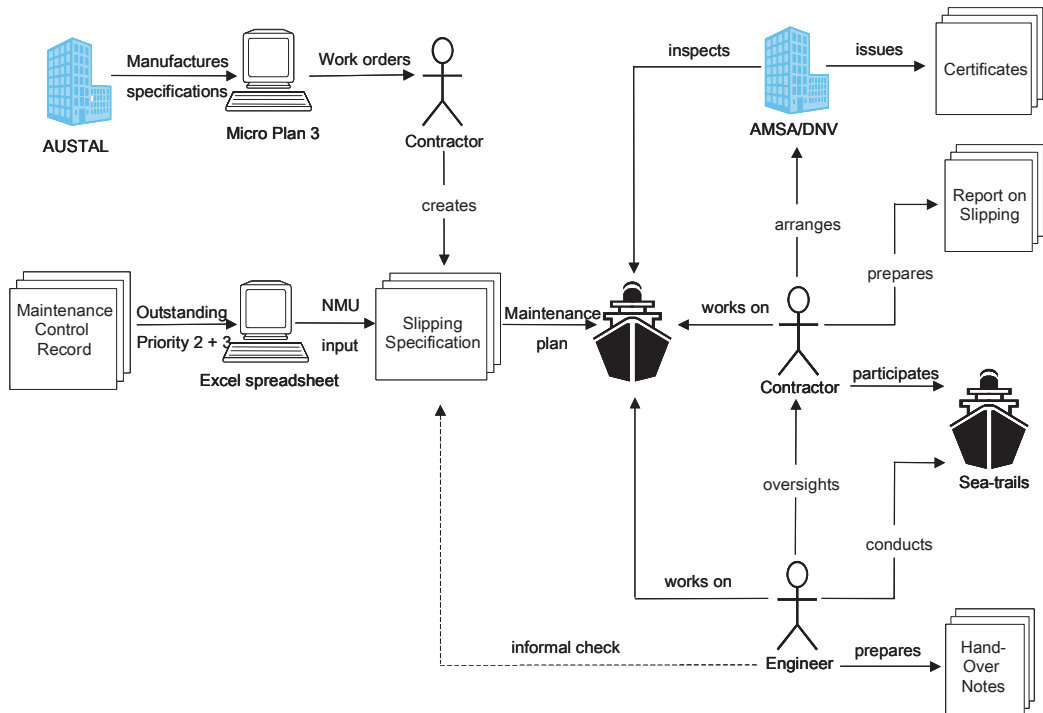 Manufactures
specifications
AUSTAL
Micro Plan 3
Work orders
Contractor
creates
inspects
AMSA/DNV
issues
Certificates
arranges
Report on
Slipping
prepares
Maintenance
Control
Record
Outstanding
Priority 2 + 3
Excel spreadsheet
NMU
input
Slipping
Specification
Maintenance
plan
works on
Contractor
participates
Sea-trails
oversights
conducts
works on
informal check
Engineer
prepares
Hand-
Over
Notes